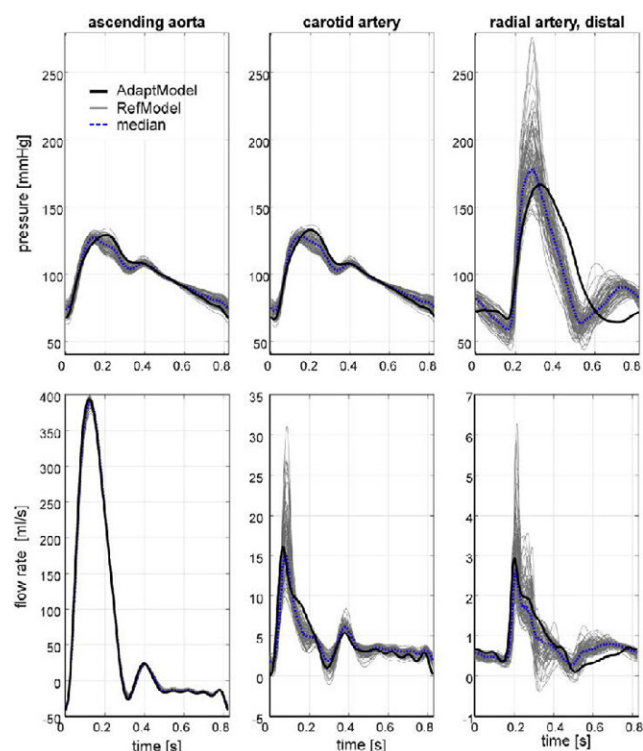 ascending aorta carotid artery radial artery, distal
250
200
150
100
50
pressure [mmHg]
AdaptModel
RefModel
median
0 0.2 0.4 0.6 0.8
250
200
150
100
50
0 0.2 0.4 0.6 0.8
250
200
150
100
50
0 0.2 0.4 0.6 0.8
400
350
300
250
200
150
100
50
0
-50
flow rate [ml/s]
0 0.2 0.4 0.6 0.8
time [s]
35
30
25
20
15
10
5
0
-5
0 0.2 0.4 0.6 0.8
time [s]
7
6
5
4
3
2
1
0
-1
0 0.2 0.4 0.6 0.8
time [s]